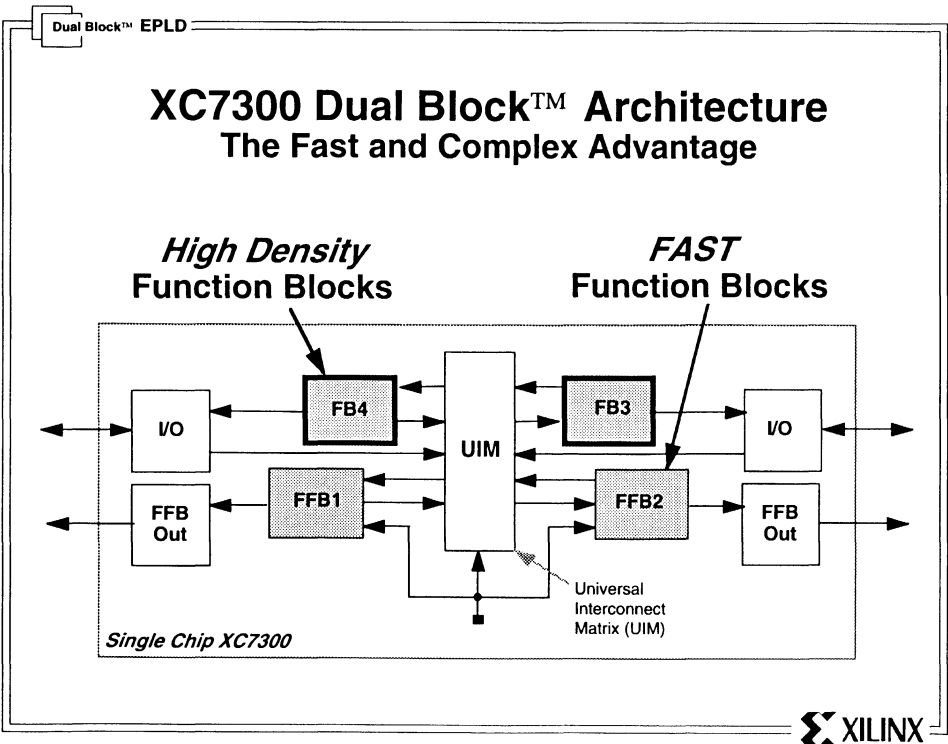 Dual Block™ EPLD
XC7300 Dual Block™ Architecture
The Fast and Complex Advantage
High Density
Function Blocks
FAST
Function Blocks
FB4
UIM
FB3
I/O
I/O
FFB1
FFB2
FFB
Out
FFB
Out
Universal
Interconnect
Matrix (UIM)
Single Chip XC7300
XILINX